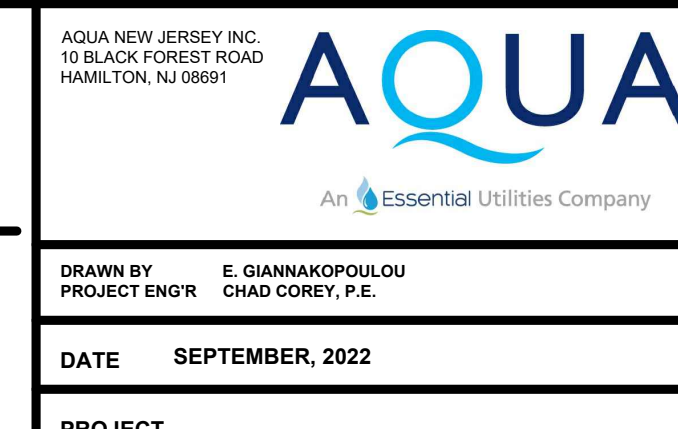 AQUA NEW JERSEY INC.
10 BLACK FOREST ROAD
HAMILTON, NJ 08691
AQUA
An Essential Utilities Company
DRAWN BY E. GIANNAKOPOULOU
PROJECT ENG'R CHAD COREY, P.E.
DATE SEPTEMBER, 2022
PROJECT